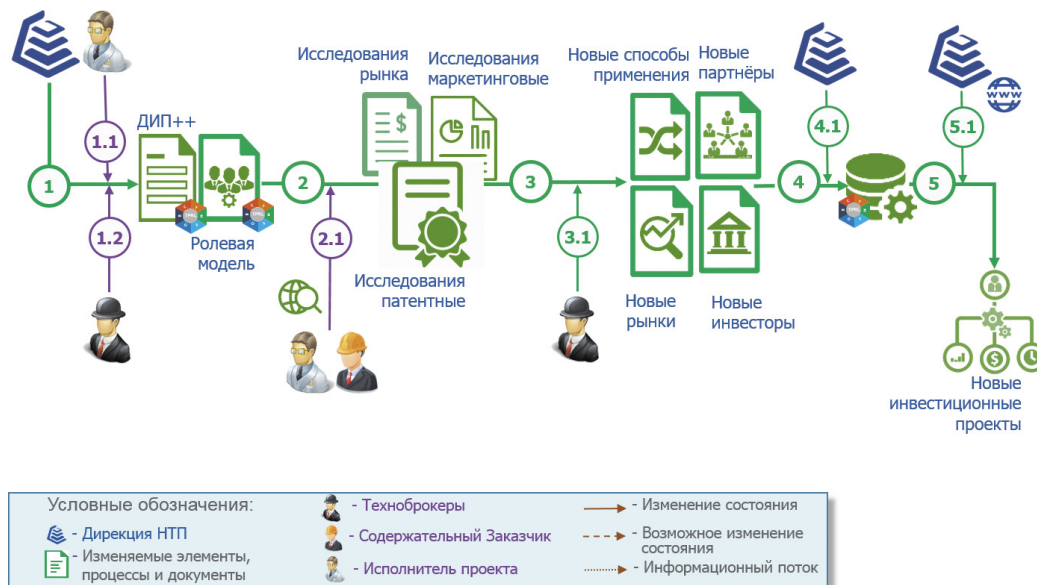 Исследования
рынка
Исследования
маркетинговые
Новые способы
применения
Новые
партнёры
www
4.1
5.1
1.1
ДИП++
1
2
3
4
5
1.2
2.1
3.1
Ролевая
модель
Исследования
патентные
Новые
рынки
Новые
инвесторы
Новые
инвестиционные
проекты
Условные обозначения:
- Дирекция НТП
- Изменяемые элементы,
процессы и документы
- Техноброкеры
- Содержательный Заказчик
- Исполнитель проекта
- Изменение состояния
- Возможное изменение
состояния
- Информационный поток